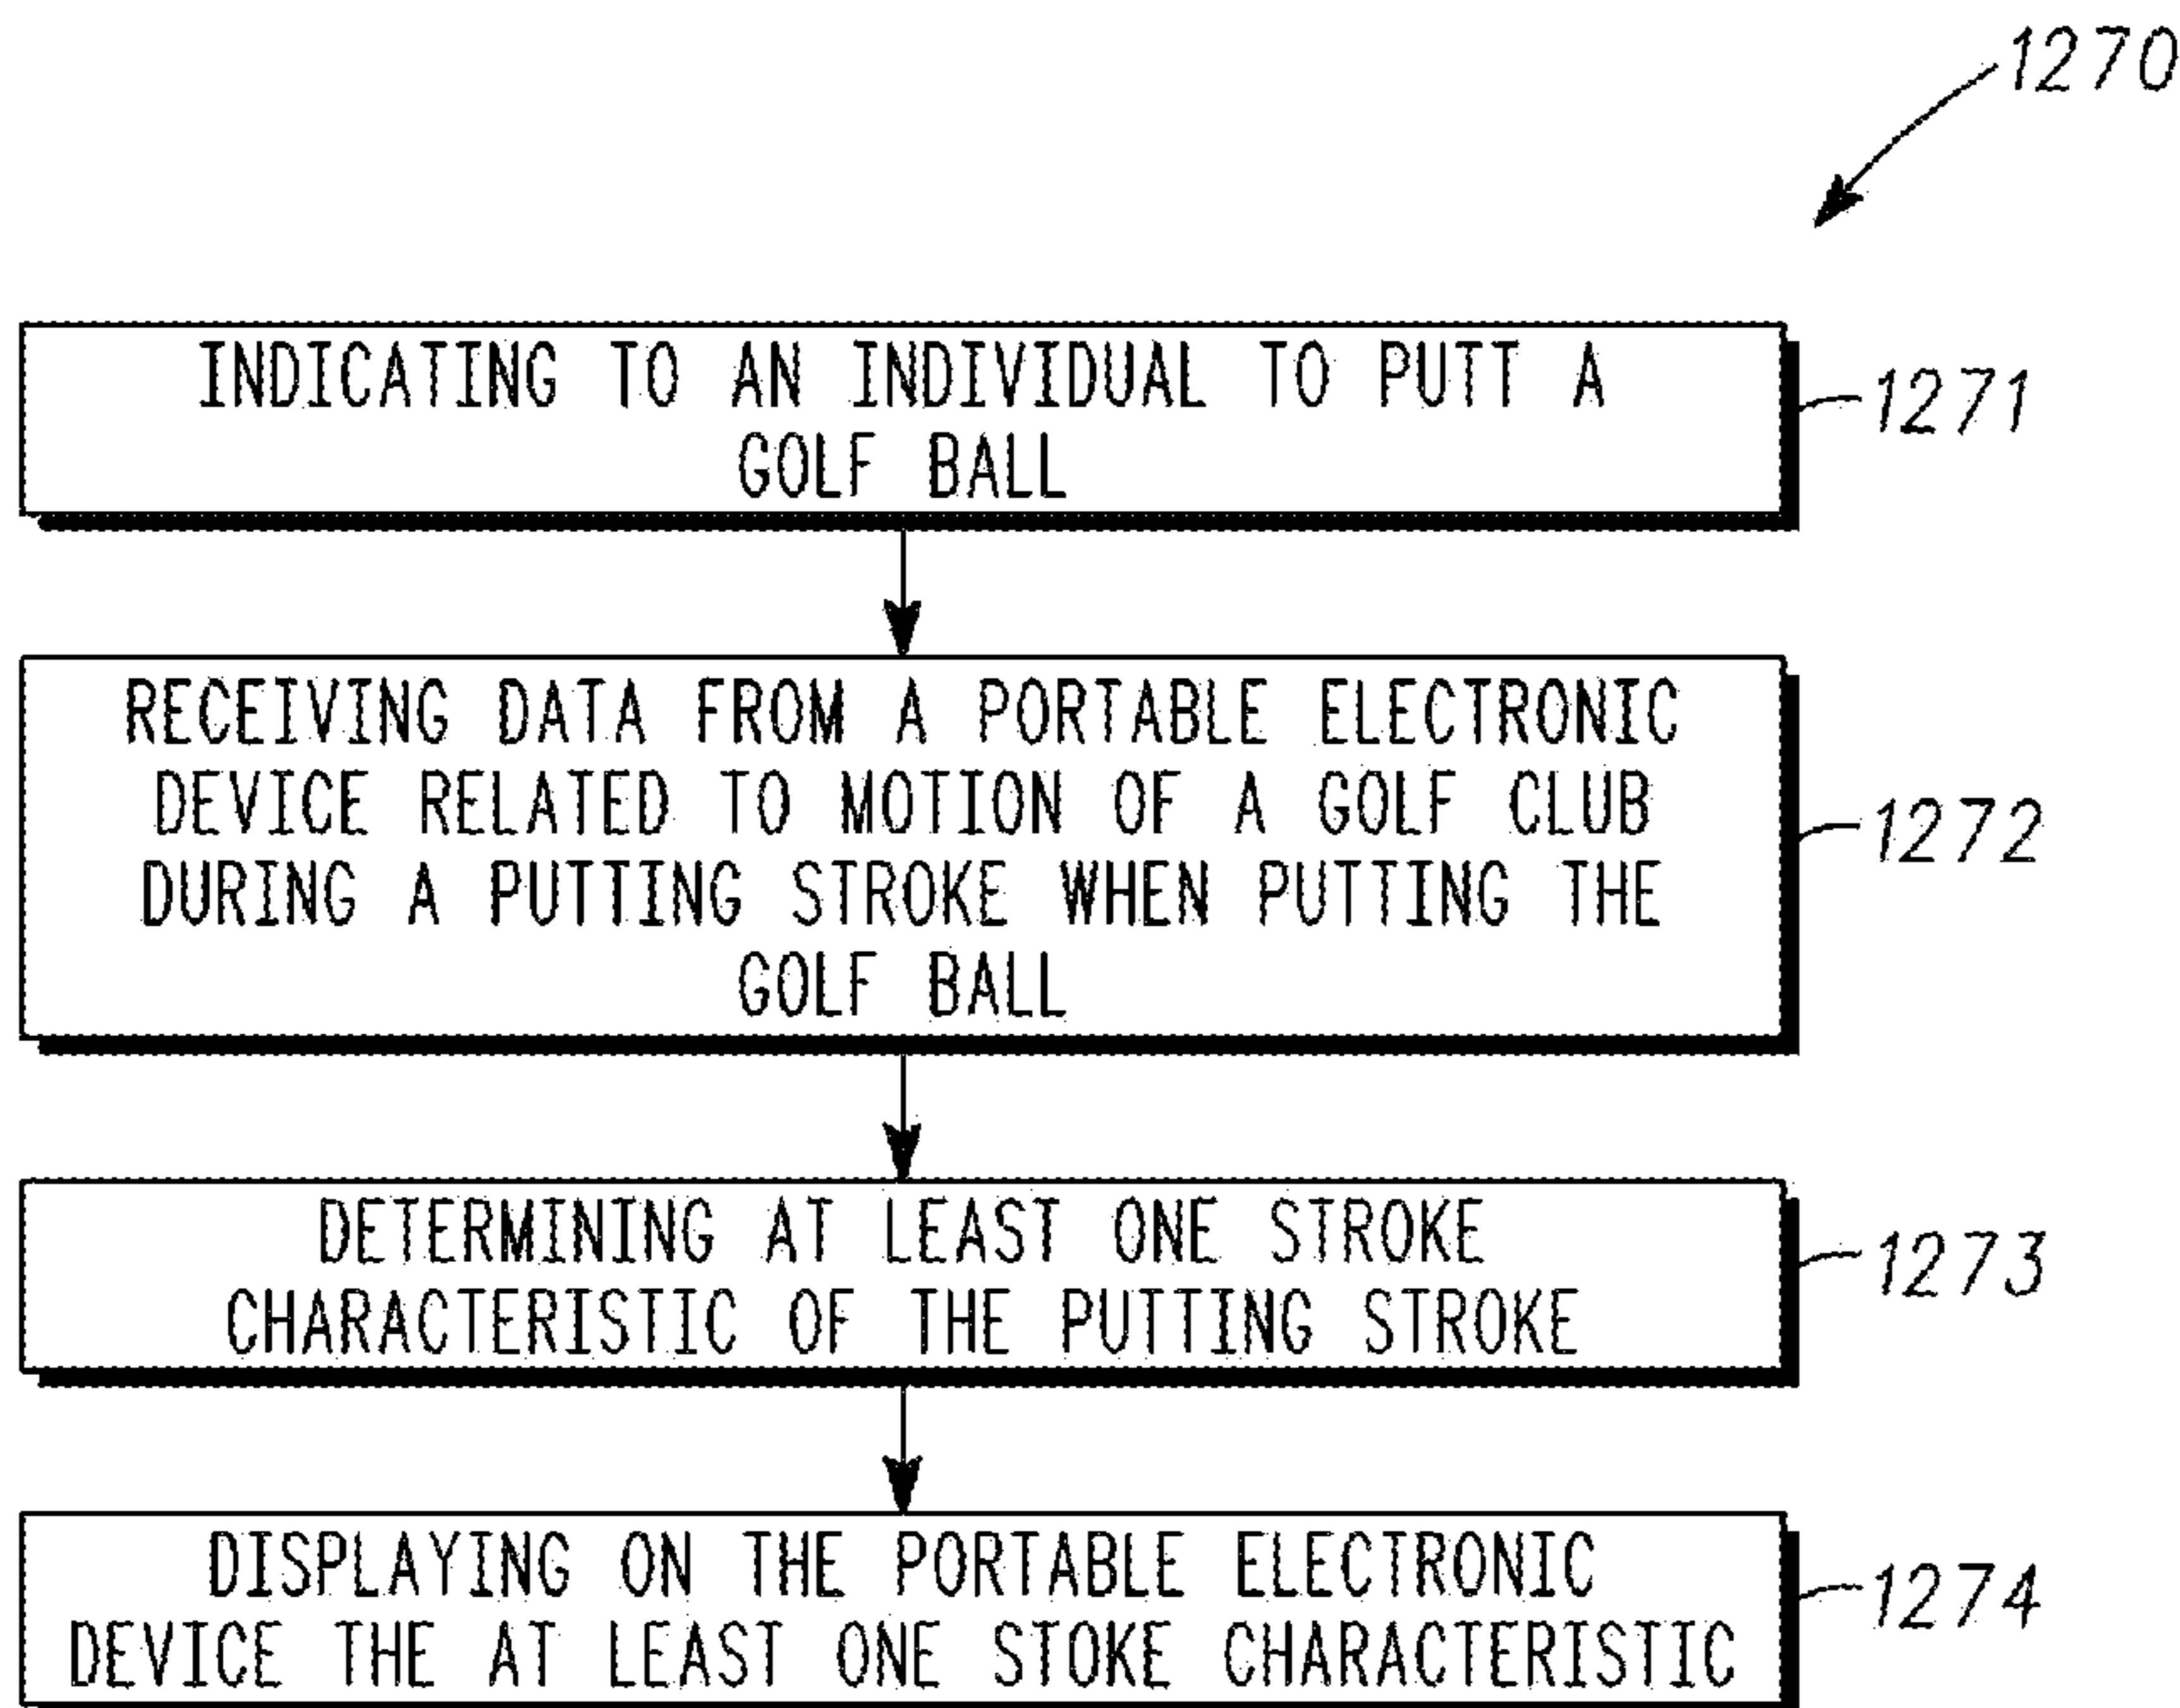 1270
INDICATING TO AN INDIVIDUAL TO PUTT A
GOLF BALL
1271
RECEIVING DATA FROM A PORTABLE ELECTRONIC
DEVICE RELATED TO MOTION OF A GOLF CLUB
DURING A PUTTING STROKE WHEN PUTTING THE
GOLF BALL
1272
DETERMINING AT LEAST ONE STROKE
CHARACTERISTIC OF THE PUTTING STROKE
1273
DISPLAYING ON THE PORTABLE ELECTRONIC
DEVICE THE AT LEAST ONE STOKE CHARACTERISTIC
1274